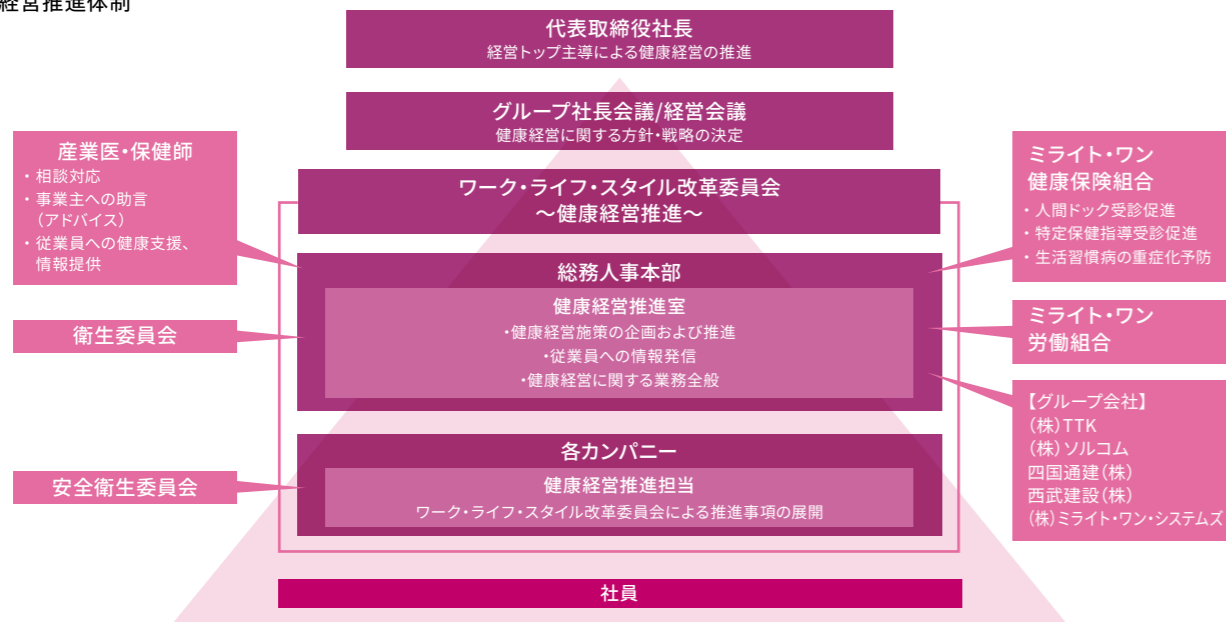 経営推進体制
代表取締役社長
経営トップ主導による健康経営の推進
グループ社長会議/経営会議
健康経営に関する方針・戦略の決定
ワーク・ライフ・スタイル改革委員会
～健康経営推進～
総務人事本部
健康経営推進室
・健康経営施策の企画および推進
・従業員への情報発信
・健康経営に関する業務全般
各カンパニー
健康経営推進担当
ワーク・ライフ・スタイル改革委員会による推進事項の展開
社員
産業医・保健師
・相談対応
・事業主への助言
（アドバイス）
・従業員への健康支援、
情報提供
衛生委員会
安全衛生委員会
ミライト・ワン
健康保険組合
・人間ドック受診促進
・特定保健指導受診促進
・生活習慣病の重症化予防
ミライト・ワン
労働組合
【グループ会社】
(株)TTK
(株)ソルコム
四国通建(株)
西武建設(株)
(株)ミライト・ワン・システムズ